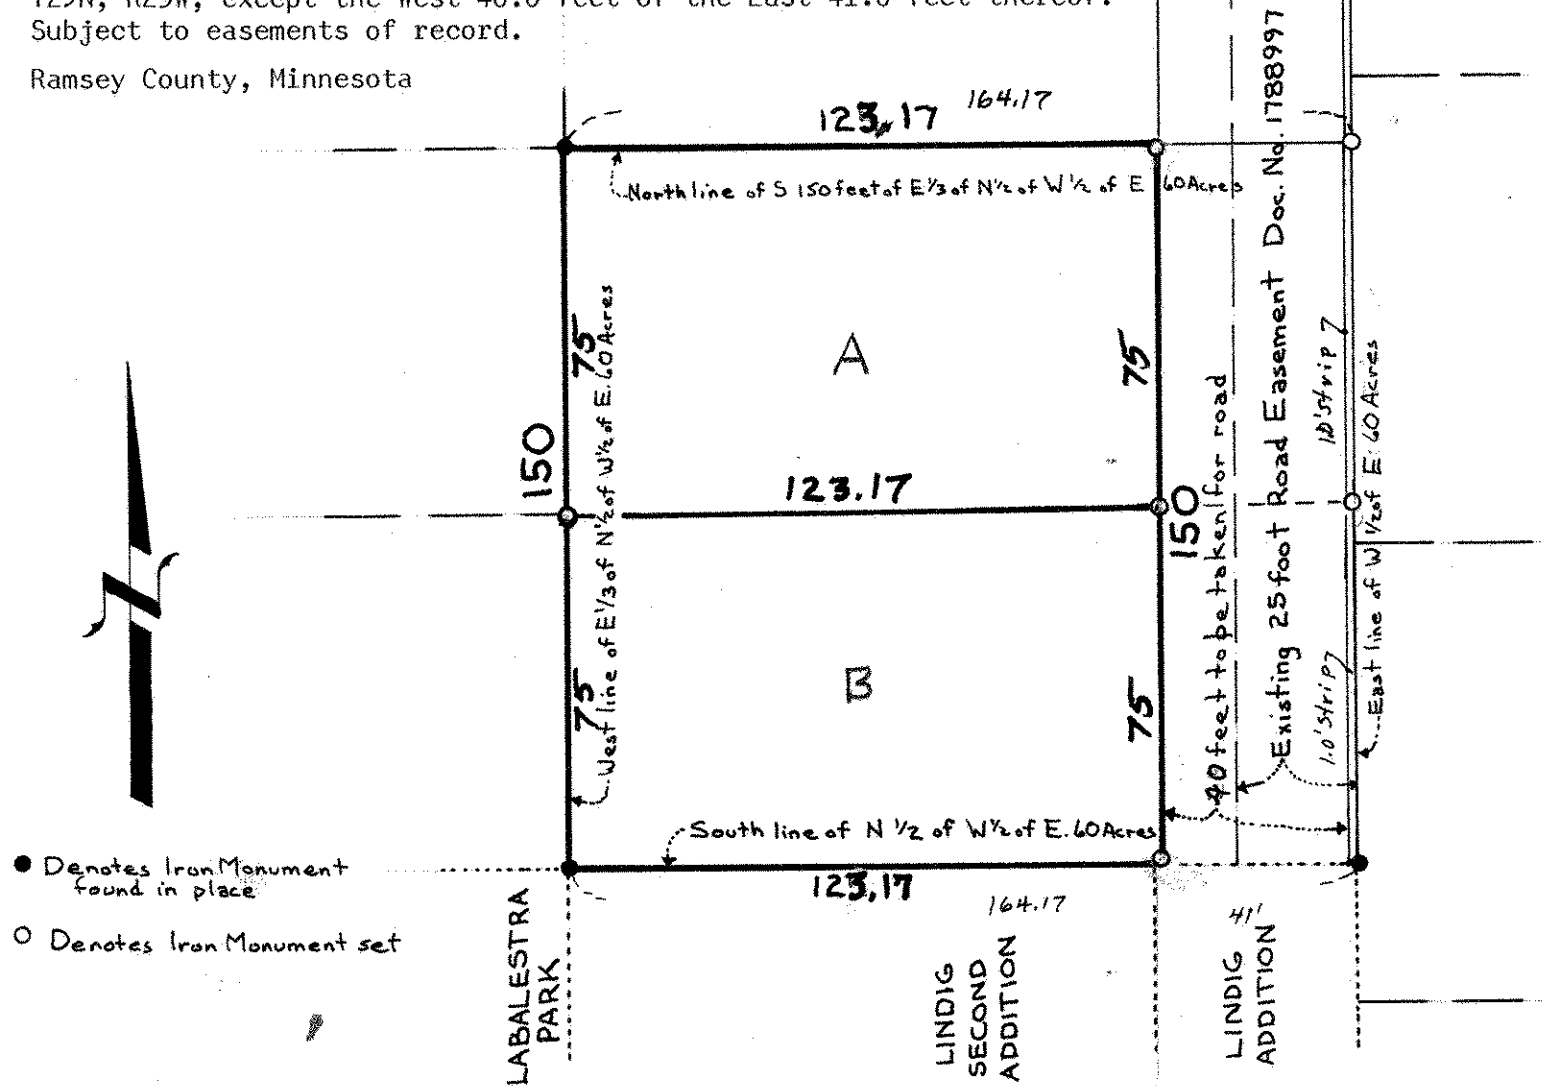 T29N, R23W, except the West 40.0 feet of the East 41.0 feet thereof.
Subject to easements of record.
Ramsey County, Minnesota
123.17
164.17
North line of S 150 feet of E 1/3 of N 1/2 of W 1/2 of E 60 Acres
75
West line of E 1/3 of N 1/2 of W 1/2 of E. 60 Acres
150
A
75
123.17
150
40 feet to be taken for road
Existing 25 foot Road Easement Doc. No. 1788997
1.0' strip
East line of W 1/2 of E. 60 Acres
75
B
75
1.0' strip
South line of N 1/2 of W 1/2 of E. 60 Acres
123.17
164.17
41'
Denotes Iron Monument
found in place
Denotes Iron Monument set
LABALESTRA
PARK
LINDIG
SECOND
ADDITION
LINDIG
ADDITION